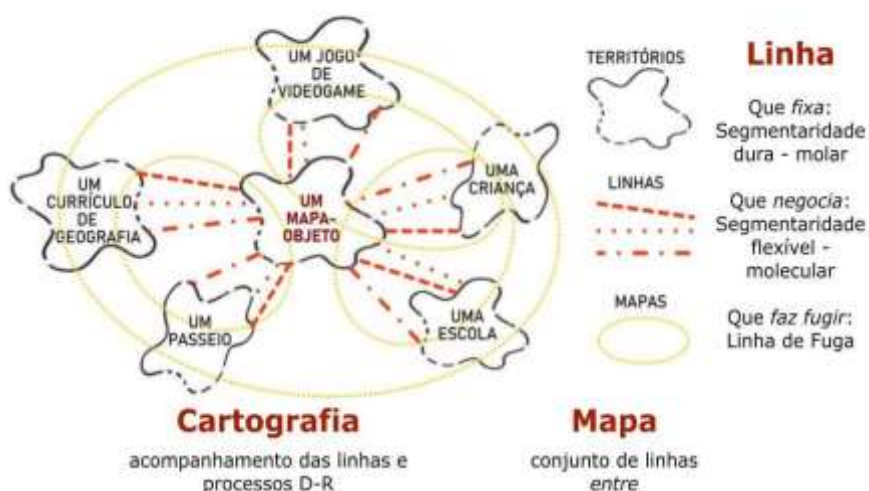 UM JOGO
DE
VIDEOGAME
UM
CURRÍCULO
DE
GEOGRAFIA
UM
MAPA-
OBJETO
UMA
CRIANÇA
UM
PASSEIO
UMA
ESCOLA
TERRITÓRIOS
LINHAS
MAPAS
Linha
Que fixa:
Segmentaridade
dura - molar
Que negocia:
Segmentaridade
flexível -
molecular
Que faz fugir:
Linha de Fuga
Cartografia
acompanhamento das linhas e
processos D-R
Mapa
conjunto de linhas
entre